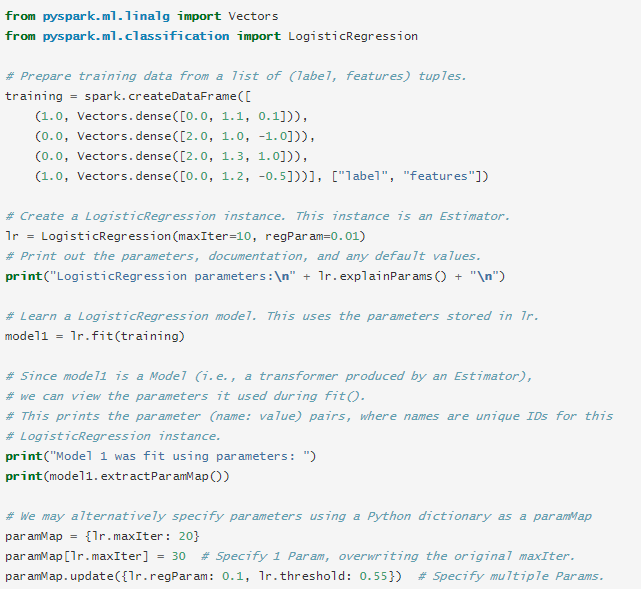 from pyspark.ml.linalg import Vectors
from pyspark.ml.classification import LogisticRegression

# Prepare training data from a list of (label, features) tuples.
training = spark.createDataFrame([
    (1.0, Vectors.dense([0.0, 1.1, 0.1])),
    (0.0, Vectors.dense([2.0, 1.0, -1.0])),
    (0.0, Vectors.dense([2.0, 1.3, 1.0])),
    (1.0, Vectors.dense([0.0, 1.2, -0.5]))], ["label", "features"])

# Create a LogisticRegression instance. This instance is an Estimator.
lr = LogisticRegression(maxIter=10, regParam=0.01)
# Print out the parameters, documentation, and any default values.
print("LogisticRegression parameters:\n" + lr.explainParams() + "\n")

# Learn a LogisticRegression model. This uses the parameters stored in lr.
model1 = lr.fit(training)

# Since model1 is a Model (i.e., a transformer produced by an Estimator),
# we can view the parameters it used during fit().
# This prints the parameter (name: value) pairs, where names are unique IDs for this
# LogisticRegression instance.
print("Model 1 was fit using parameters: ")
print(model1.extractParamMap())

# We may alternatively specify parameters using a Python dictionary as a paramMap
paramMap = {lr.maxIter: 20}
paramMap[lr.maxIter] = 30  # Specify 1 Param, overwriting the original maxIter.
paramMap.update({lr.regParam: 0.1, lr.threshold: 0.55})  # Specify multiple Params.